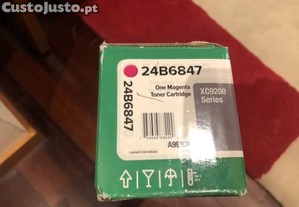 CustoJusto.pt
24B6847
One Magenta
Toner Cartridge
XC9200
Series
24B6847